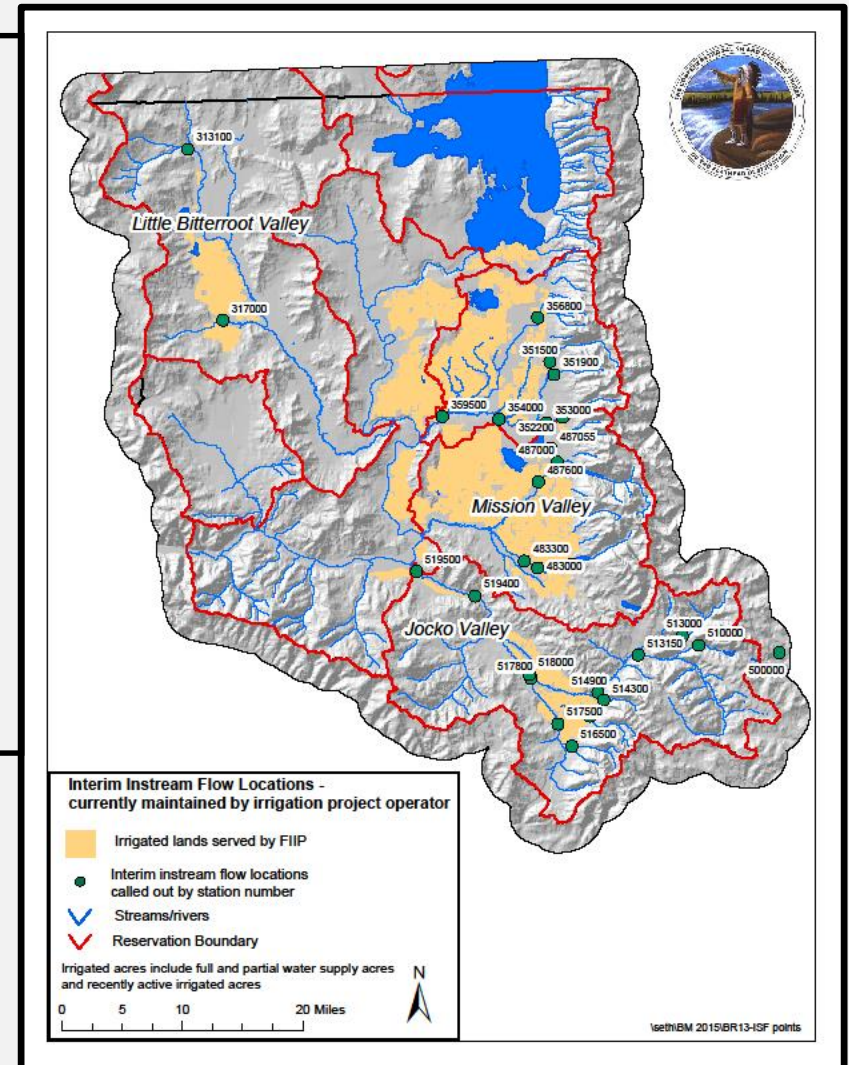 313100
Little Bitterroot Valley
317000
356800
351500
351900
359500
354000
353000
352200
487055
487000
487600
Mission Valley
483300
483000
519500
519400
Jocko Valley
513000
510000
513150
500000
518000
517800
514900
514300
517500
516500
Interim Instream Flow Locations -
currently maintained by irrigation project operator
Irrigated lands served by FIIP
Interim instream flow locations
called out by station number
Streams/rivers
Reservation Boundary
Irrigated acres include full and partial water supply acres
and recently active irrigated acres
N
0 5 10 20 Miles
\seth\BM 2015\BR13-ISF points